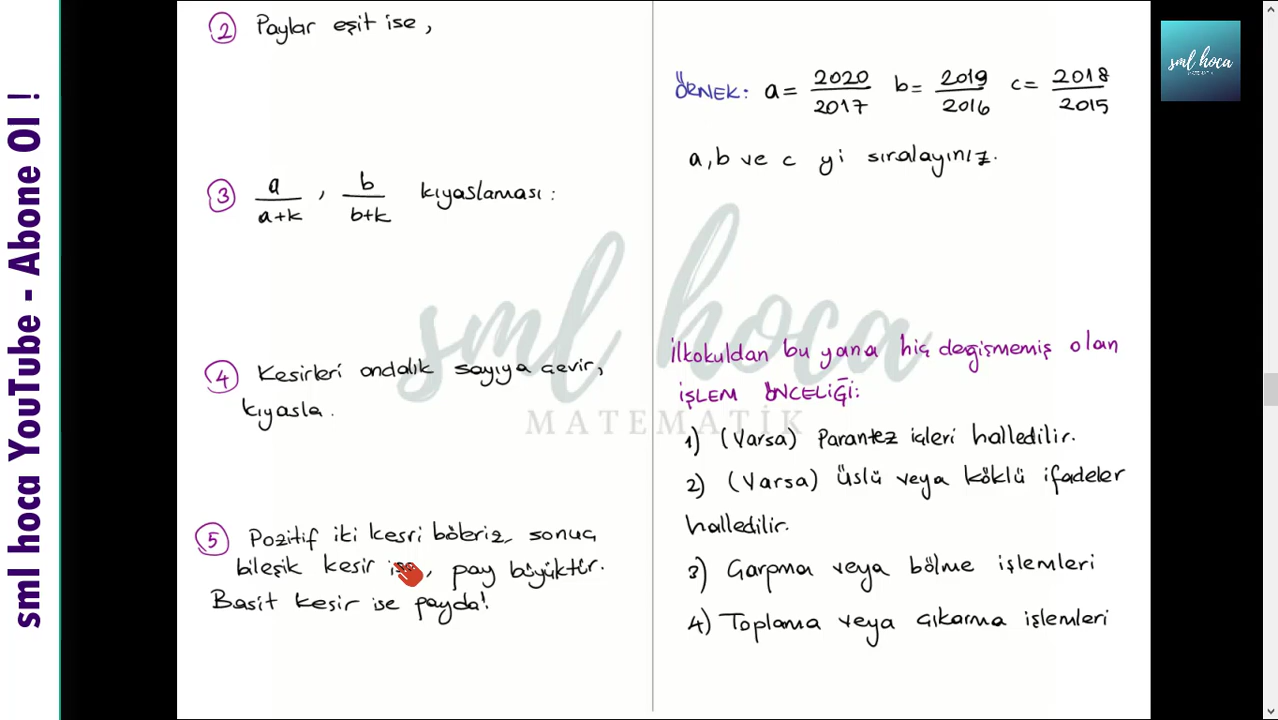 sml hoca YouTube - Abone Ol !
② Paylar eşit ise,
③ a/a+k , b/b+k kıyaslaması:
④ Kesirleri ondalık sayıya çevir,
kıyasla.
⑤ Pozitif iki kesri böleriz, sonuç
bileşik kesir ise, pay büyüktür.
Basit kesir ise payda!
ÖRNEK: a= 2020/2017 b= 2019/2016 c= 2018/2015
a,b ve c yi sıralayınız.
İlkokuldan bu yana hiç değişmemiş olan
İŞLEM ÖNCELİĞİ:
1) (Varsa) Parantez içleri halledilir.
2) (Varsa) üslü veya köklü ifadeler
halledilir.
3) Çarpma veya bölme işlemleri
4) Toplama veya çıkarma işlemleri
sml hoca
MATEMATİK
sml hoca
MATEMATİK